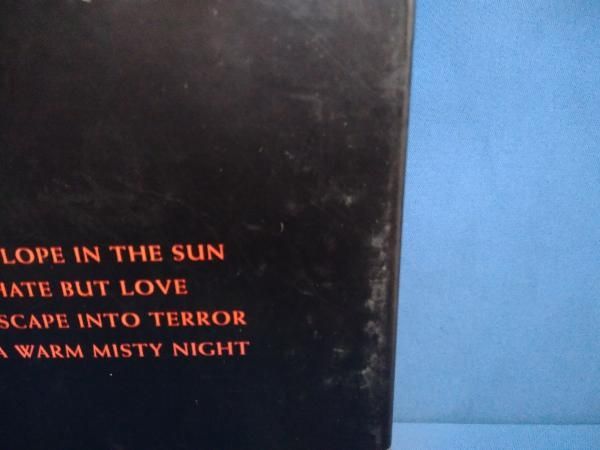 LOPE IN THE SUN
HATE BUT LOVE
SCAPE INTO TERROR
A WARM MISTY NIGHT